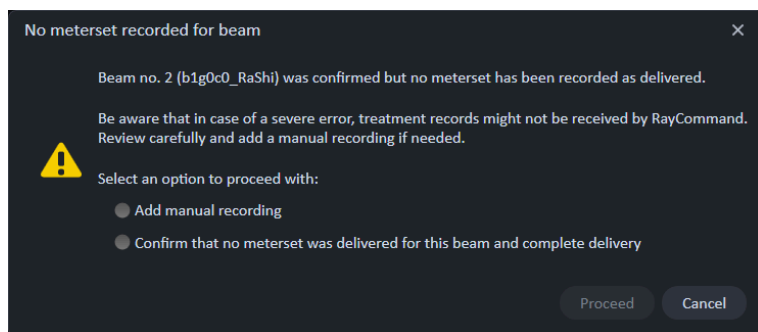 No meterset recorded for beam
Beam no. 2 (b1g0c0_RaShi) was confirmed but no meterset has been recorded as delivered.
Be aware that in case of a severe error, treatment records might not be received by RayCommand.
Review carefully and add a manual recording if needed.
Select an option to proceed with:
Add manual recording
Confirm that no meterset was delivered for this beam and complete delivery
Proceed Cancel